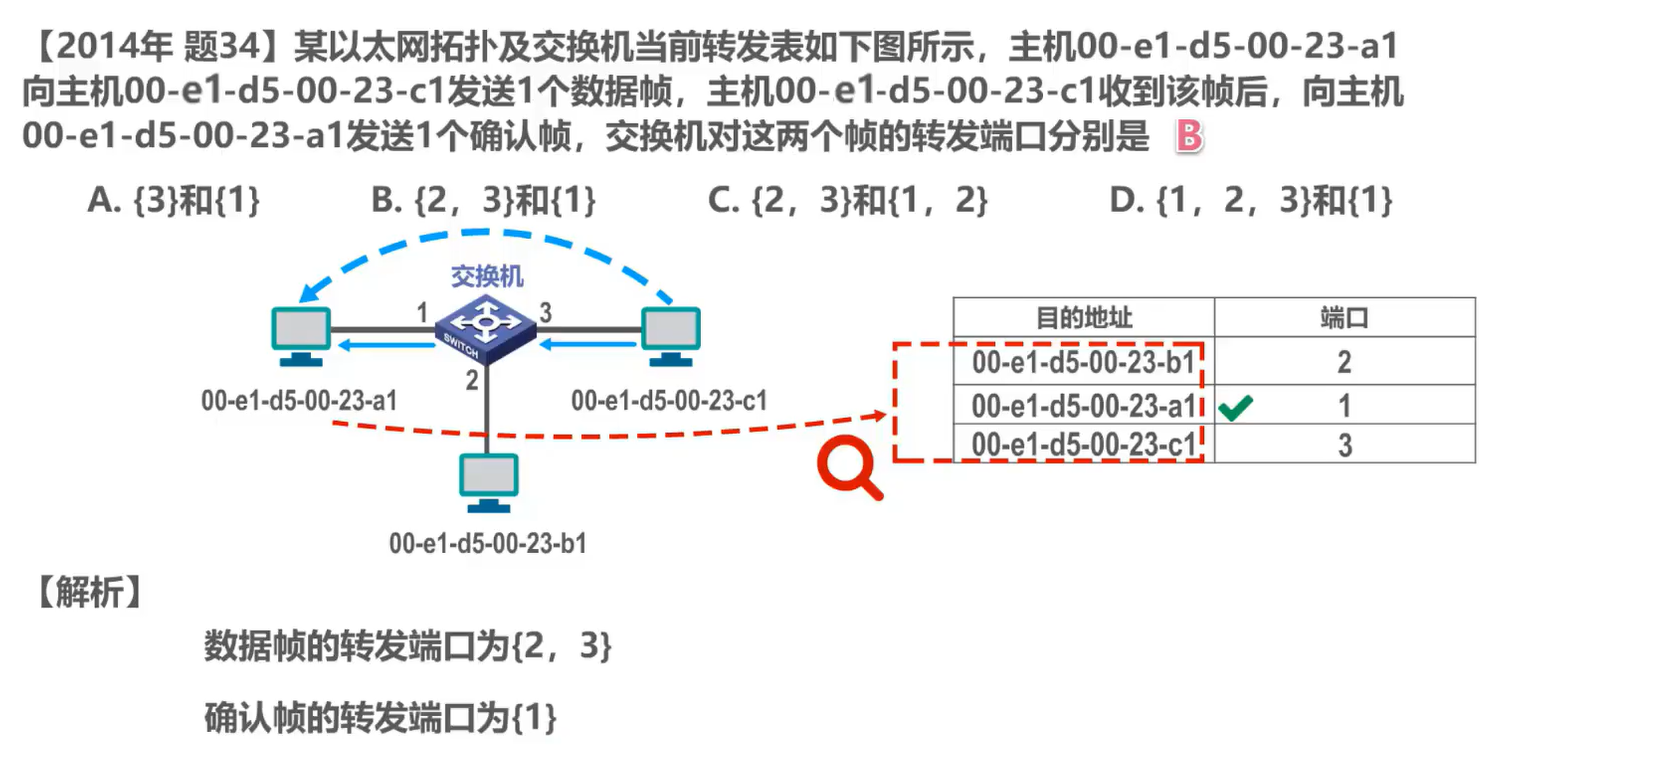 【2014年 题34】某以太网拓扑及交换机当前转发表如下图所示，主机00-e1-d5-00-23-a1
向主机00-e1-d5-00-23-c1发送1个数据帧，主机00-e1-d5-00-23-c1收到该帧后，向主机
00-e1-d5-00-23-a1发送1个确认帧，交换机对这两个帧的转发端口分别是 B
A. {3}和{1} B. {2，3}和{1} C. {2，3}和{1，2} D. {1，2，3}和{1}
交换机
1 3
SWITCH
2
00-e1-d5-00-23-a1 00-e1-d5-00-23-c1
00-e1-d5-00-23-b1
目的地址 端口
00-e1-d5-00-23-b1 2
00-e1-d5-00-23-a1 1
00-e1-d5-00-23-c1 3
【解析】
数据帧的转发端口为{2，3}
确认帧的转发端口为{1}